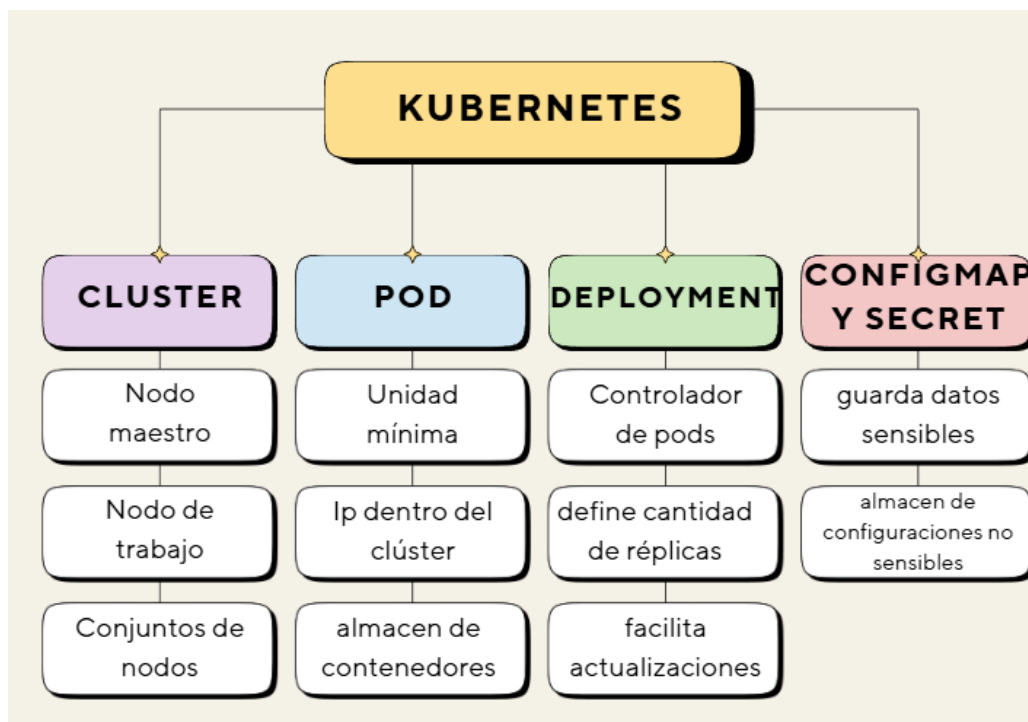 KUBERNETES
CLUSTER
Nodo
maestro
Nodo de
trabajo
Conjuntos de
nodos
POD
Unidad
mínima
Ip dentro del
clúster
almacen de
contenedores
DEPLOYMENT
Controlador
de pods
define cantidad
de réplicas
facilita
actualizaciones
CONFIGMAP
Y SECRET
guarda datos
sensibles
almacen de
configuraciones no
sensibles